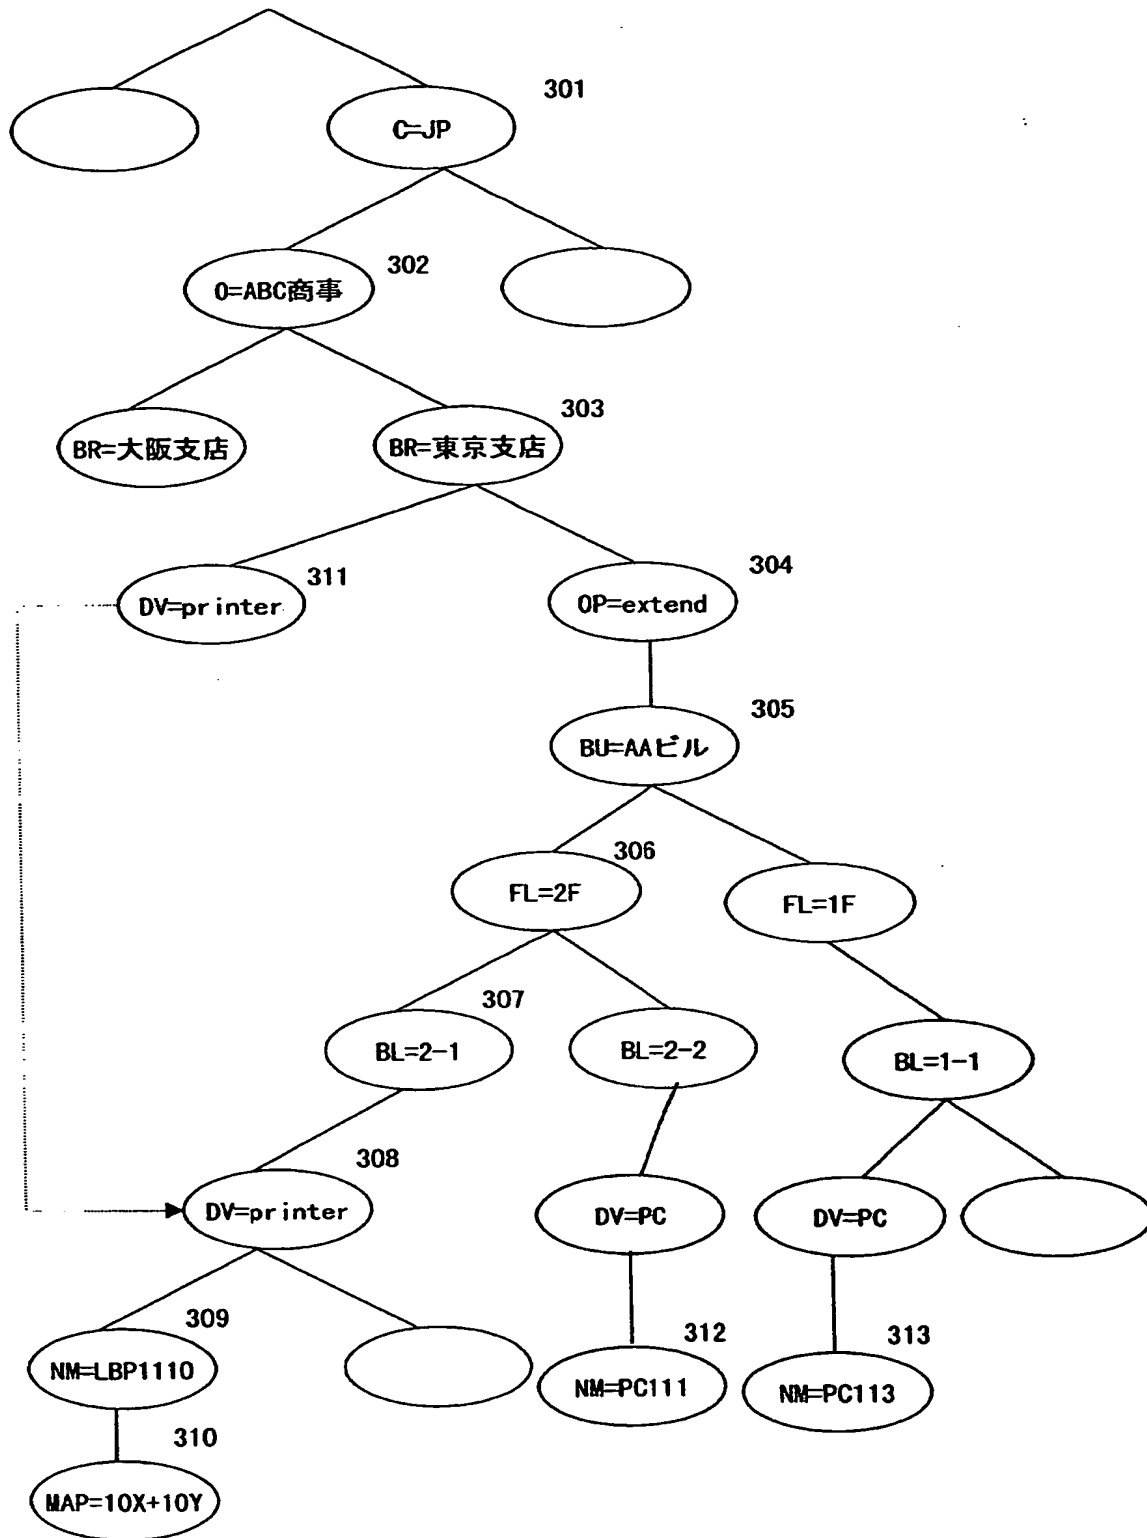 301
C=JP
302
O=ABC商事
303
BR=大阪支店
BR=東京支店
311
DV=printer
304
OP=extend
305
BU=AAビル
306
FL=2F
FL=1F
307
BL=2-1
BL=2-2
BL=1-1
308
DV=printer
DV=PC
DV=PC
309
NM=LBP1110
312
NM=PC111
313
NM=PC113
310
MAP=10X+10Y